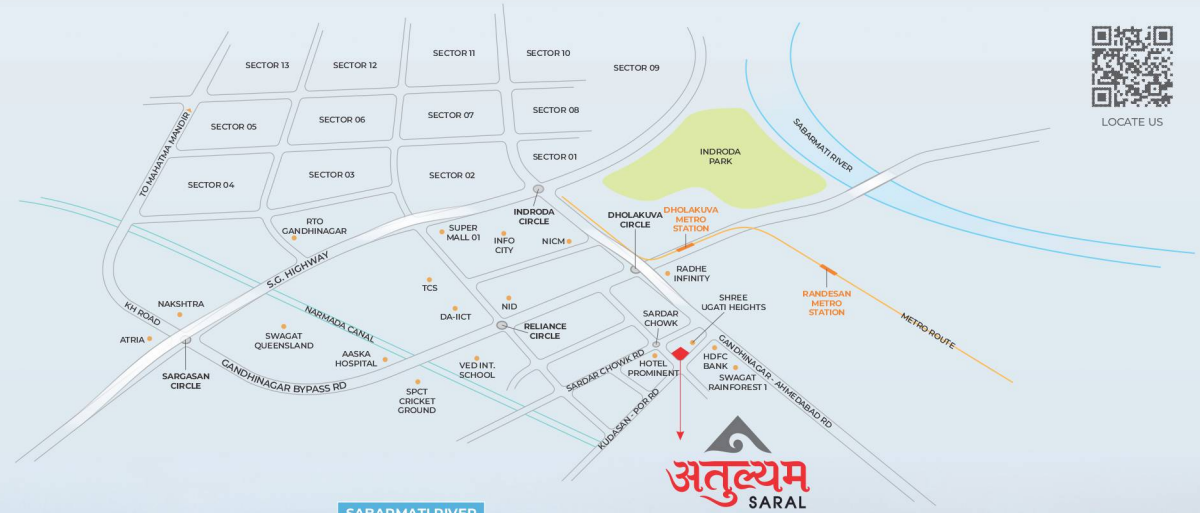 SECTOR 11
SECTOR 10
SECTOR 13
SECTOR 12
SECTOR 09
LOCATE US
SECTOR 05
SECTOR 06
SECTOR 07
SECTOR 08
TO MAHATMA MANDIR
SABARMATI RIVER
SECTOR 01
INDRODA
PARK
SECTOR 04
SECTOR 03
SECTOR 02
INDRODA
CIRCLE
DHOLAKUVA
CIRCLE
DHOLAKUVA
METRO
STATION
RTO
GANDHINAGAR
SUPER
MALL 01
INFO
CITY
NICM
S.G. HIGHWAY
RADHE
INFINITY
TCS
RANDESAN
METRO
STATION
KH ROAD
NAKSHTRA
NARMADA CANAL
DA-IICT
NID
SARDAR
CHOWK
SHREE
UGATI HEIGHTS
METRO ROUTE
ATRIA
SWAGAT
QUEENSLAND
RELIANCE
CIRCLE
AASKA
HOSPITAL
VED INT.
SCHOOL
SARDAR CHOWK RD
HOTEL
PROMINENT
HDFC
BANK
SWAGAT
RAINFOREST 1
GANDHINAGAR - AHMEDABAD RD
SARGASAN
CIRCLE
GANDHINAGAR BYPASS RD
SPCT
CRICKET
GROUND
KUDASAN - POR RD
अतुल्यम
SARAL
SABARMATI RIVER